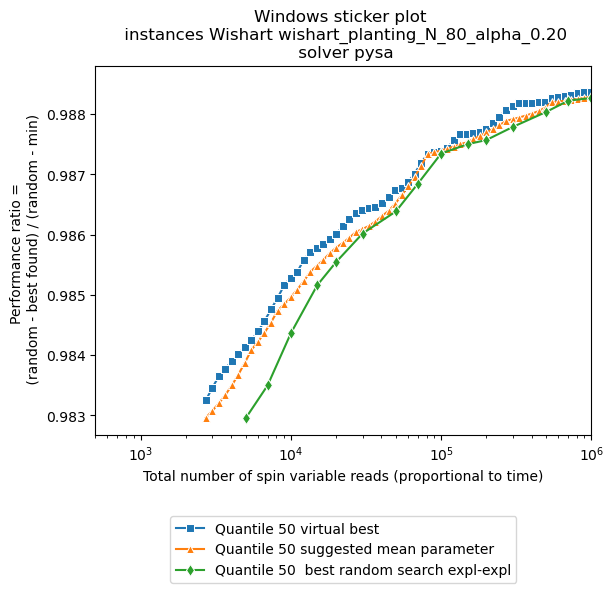 Windows sticker plot
instances Wishart wishart_planting_N_80_alpha_0.20
solver pysa
Performance ratio =
(random - best found) / (random - min)
0.988
0.987
0.986
0.985
0.984
0.983
10³ 10⁴ 10⁵ 10⁶
Total number of spin variable reads (proportional to time)
Quantile 50 virtual best
Quantile 50 suggested mean parameter
Quantile 50  best random search expl-expl